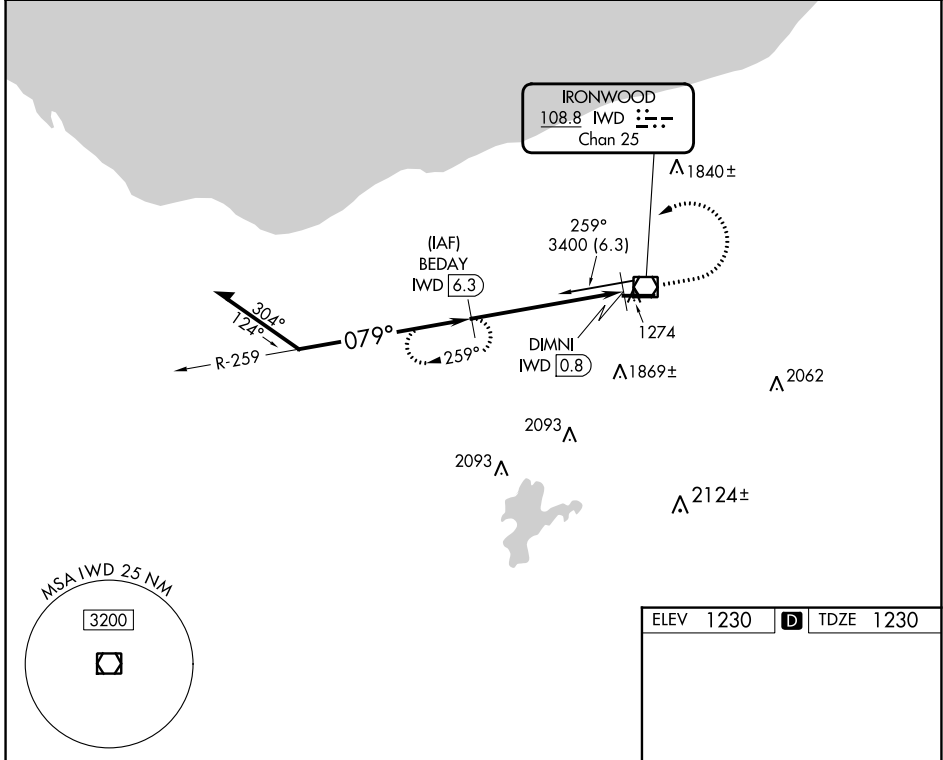 IRONWOOD
108.8 IWD
Chan 25
1840±
259°
3400 (6.3)
(IAF)
BEDAY
IWD 6.3
304°
124°
079°
R-259
259°
DIMNI
IWD 0.8
1274
1869±
2062
2093
2093
2124±
MSA IWD 25 NM
3200
ELEV 1230 D TDZE 1230